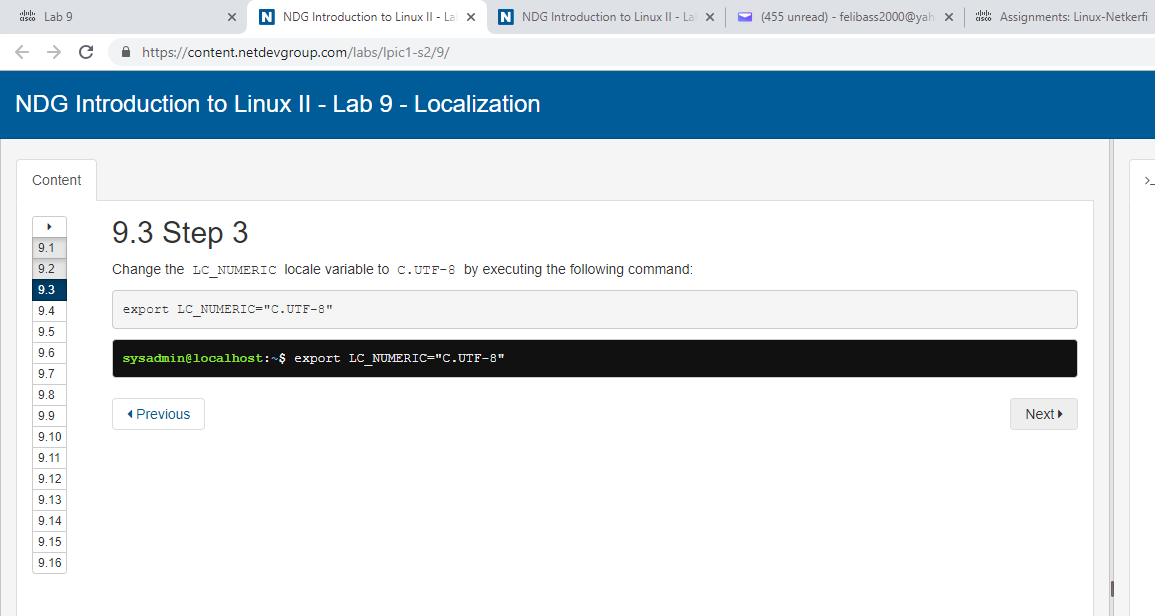 Lab 9
NDG Introduction to Linux II - La
NDG Introduction to Linux II - La
(455 unread) - felibass2000@yah
Assignments: Linux-Netkerfi
cisco
cisco
https://content.netdevgroup.com/labs/lpic1-s2/9/
NDG Introduction to Linux II - Lab 9 - Localization
Content
>_
9.1
9.2
9.3
9.4
9.5
9.6
9.7
9.8
9.9
9.10
9.11
9.12
9.13
9.14
9.15
9.16
9.3 Step 3
Change the LC_NUMERIC locale variable to C.UTF-8 by executing the following command:
export LC_NUMERIC="C.UTF-8"
sysadmin@localhost:~$ export LC_NUMERIC="C.UTF-8"
Previous
Next